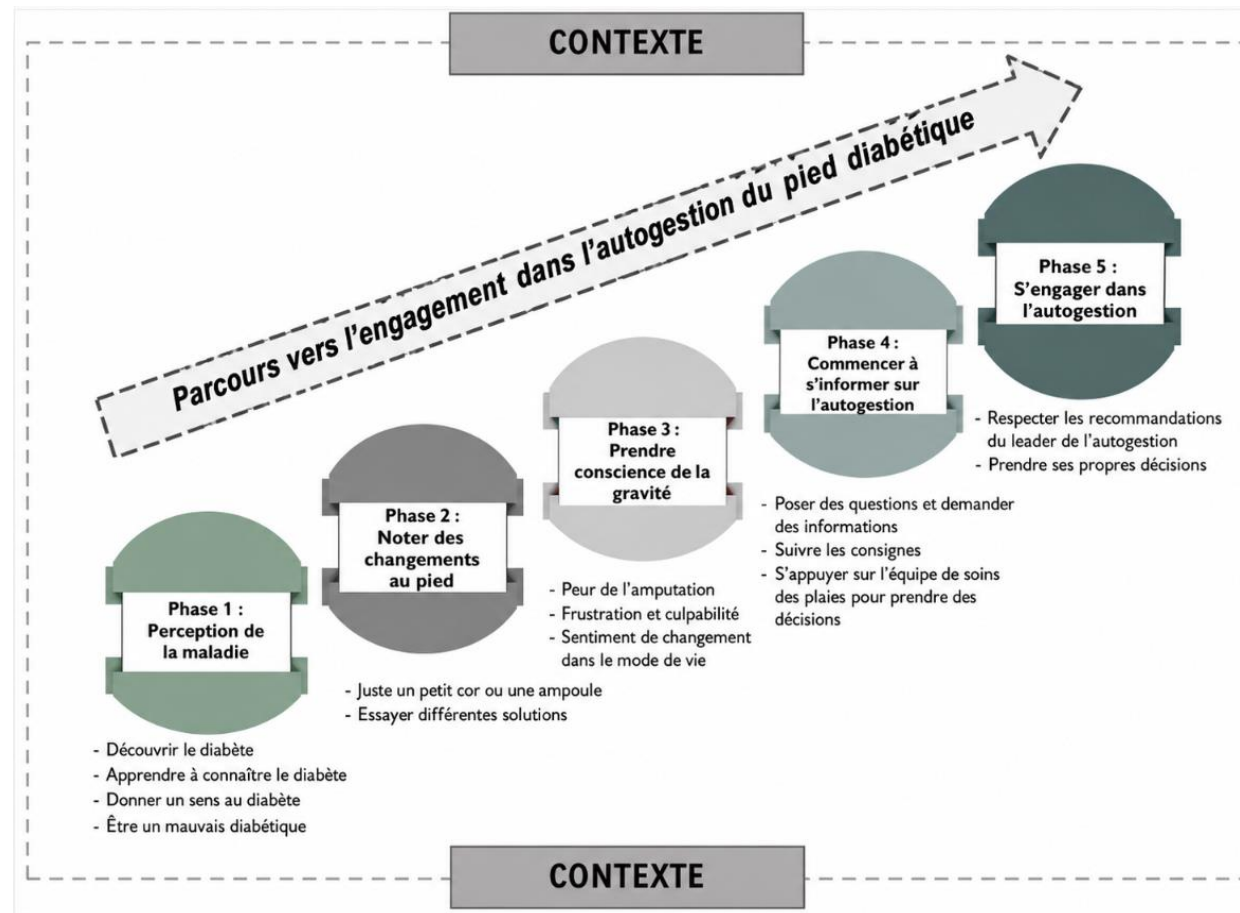 CONTEXTE
Parcours vers l’engagement dans l’autogestion du pied diabétique
Phase 1 :
Perception de
la maladie
- Découvrir le diabète
- Apprendre à connaître le diabète
- Donner un sens au diabète
- Être un mauvais diabétique
Phase 2 :
Noter des
changements
au pied
- Juste un petit cor ou une ampoule
- Essayer différentes solutions
Phase 3 :
Prendre
conscience de la
gravité
- Peur de l’amputation
- Frustration et culpabilité
- Sentiment de changement
dans le mode de vie
Phase 4 :
Commencer à
s’informer sur
l’autogestion
- Poser des questions et demander
des informations
- Suivre les consignes
- S’appuyer sur l’équipe de soins
des plaies pour prendre des
décisions
Phase 5 :
S’engager dans
l’autogestion
- Respecter les recommandations
du leader de l’autogestion
- Prendre ses propres décisions
CONTEXTE